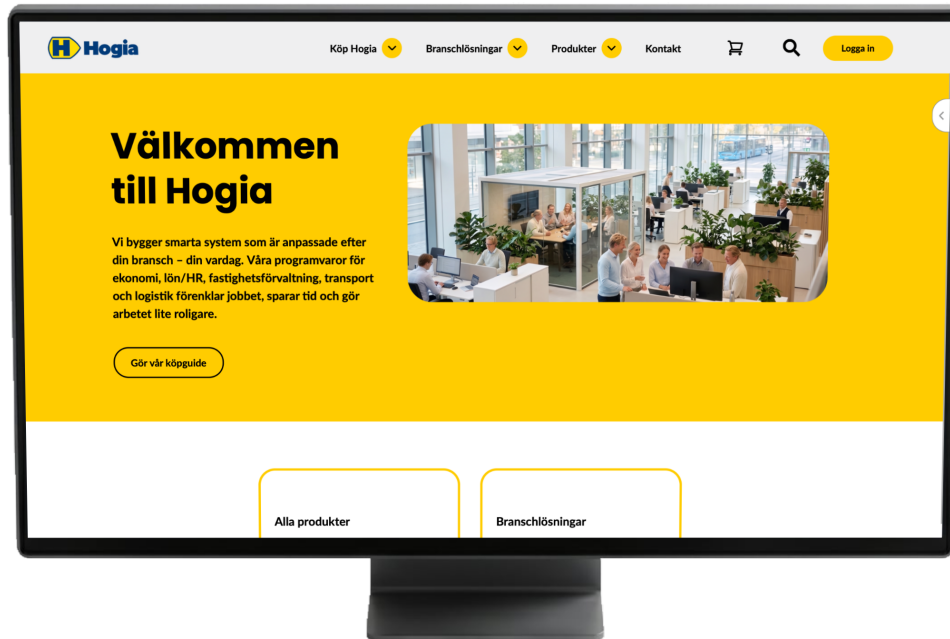 H Hogia
Köp Hogia
Branschlösningar
Produkter
Kontakt
Logga in
Välkommen
till Hogia
Vi bygger smarta system som är anpassade efter
din bransch – din vardag. Våra programvaror för
ekonomi, lön/HR, fastighetsförvaltning, transport
och logistik förenklar jobbet, sparar tid och gör
arbetet lite roligare.
Gör vår köpguide
Alla produkter
Branschlösningar